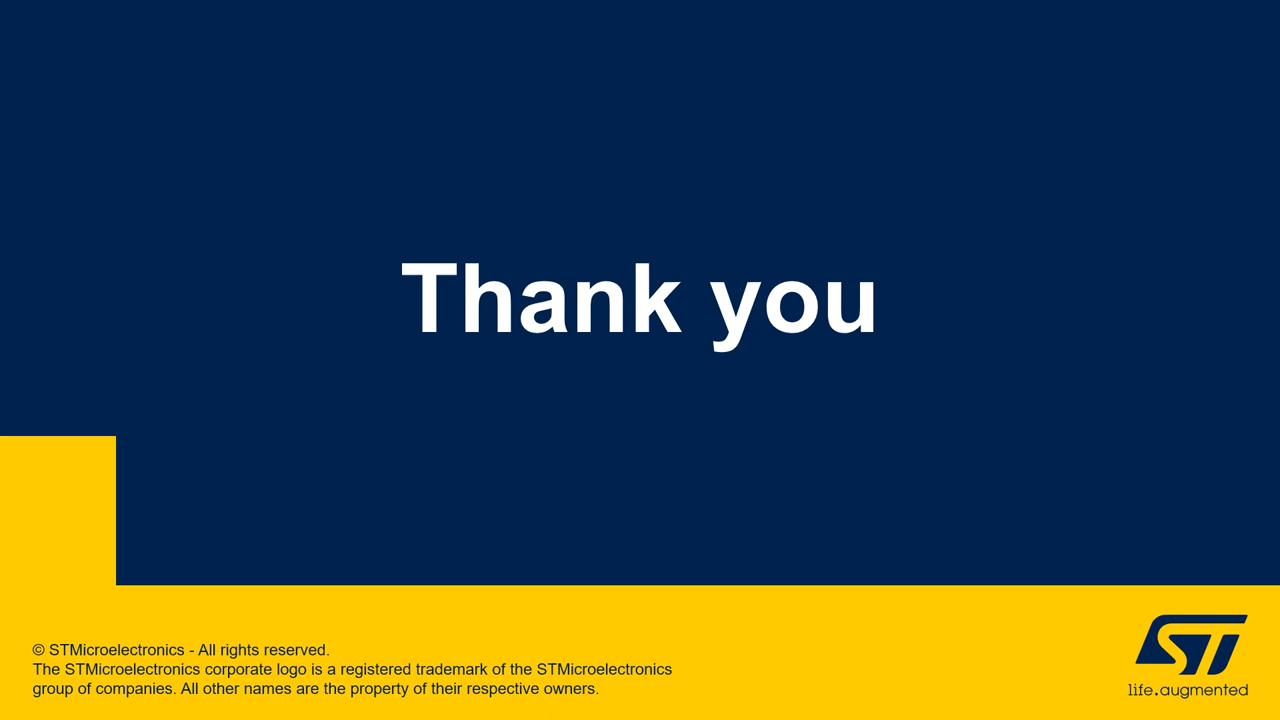 Thank you
© STMicroelectronics - All rights reserved.
The STMicroelectronics corporate logo is a registered trademark of the STMicroelectronics
group of companies. All other names are the property of their respective owners.
ST
life.augmented